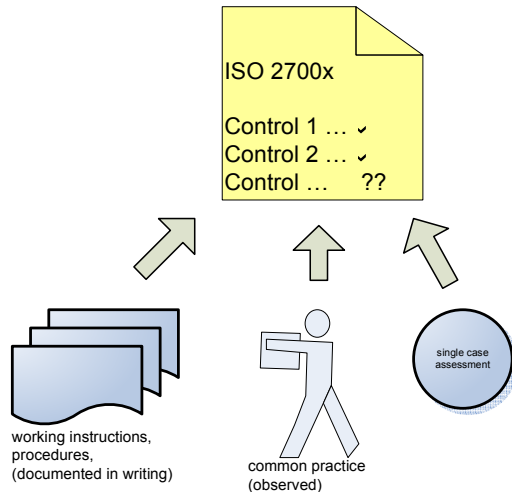 ISO 2700x
Control 1 … ✓
Control 2 … ✓
Control … ??
single case
assessment
working instructions,
procedures,
(documented in writing)
common practice
(observed)